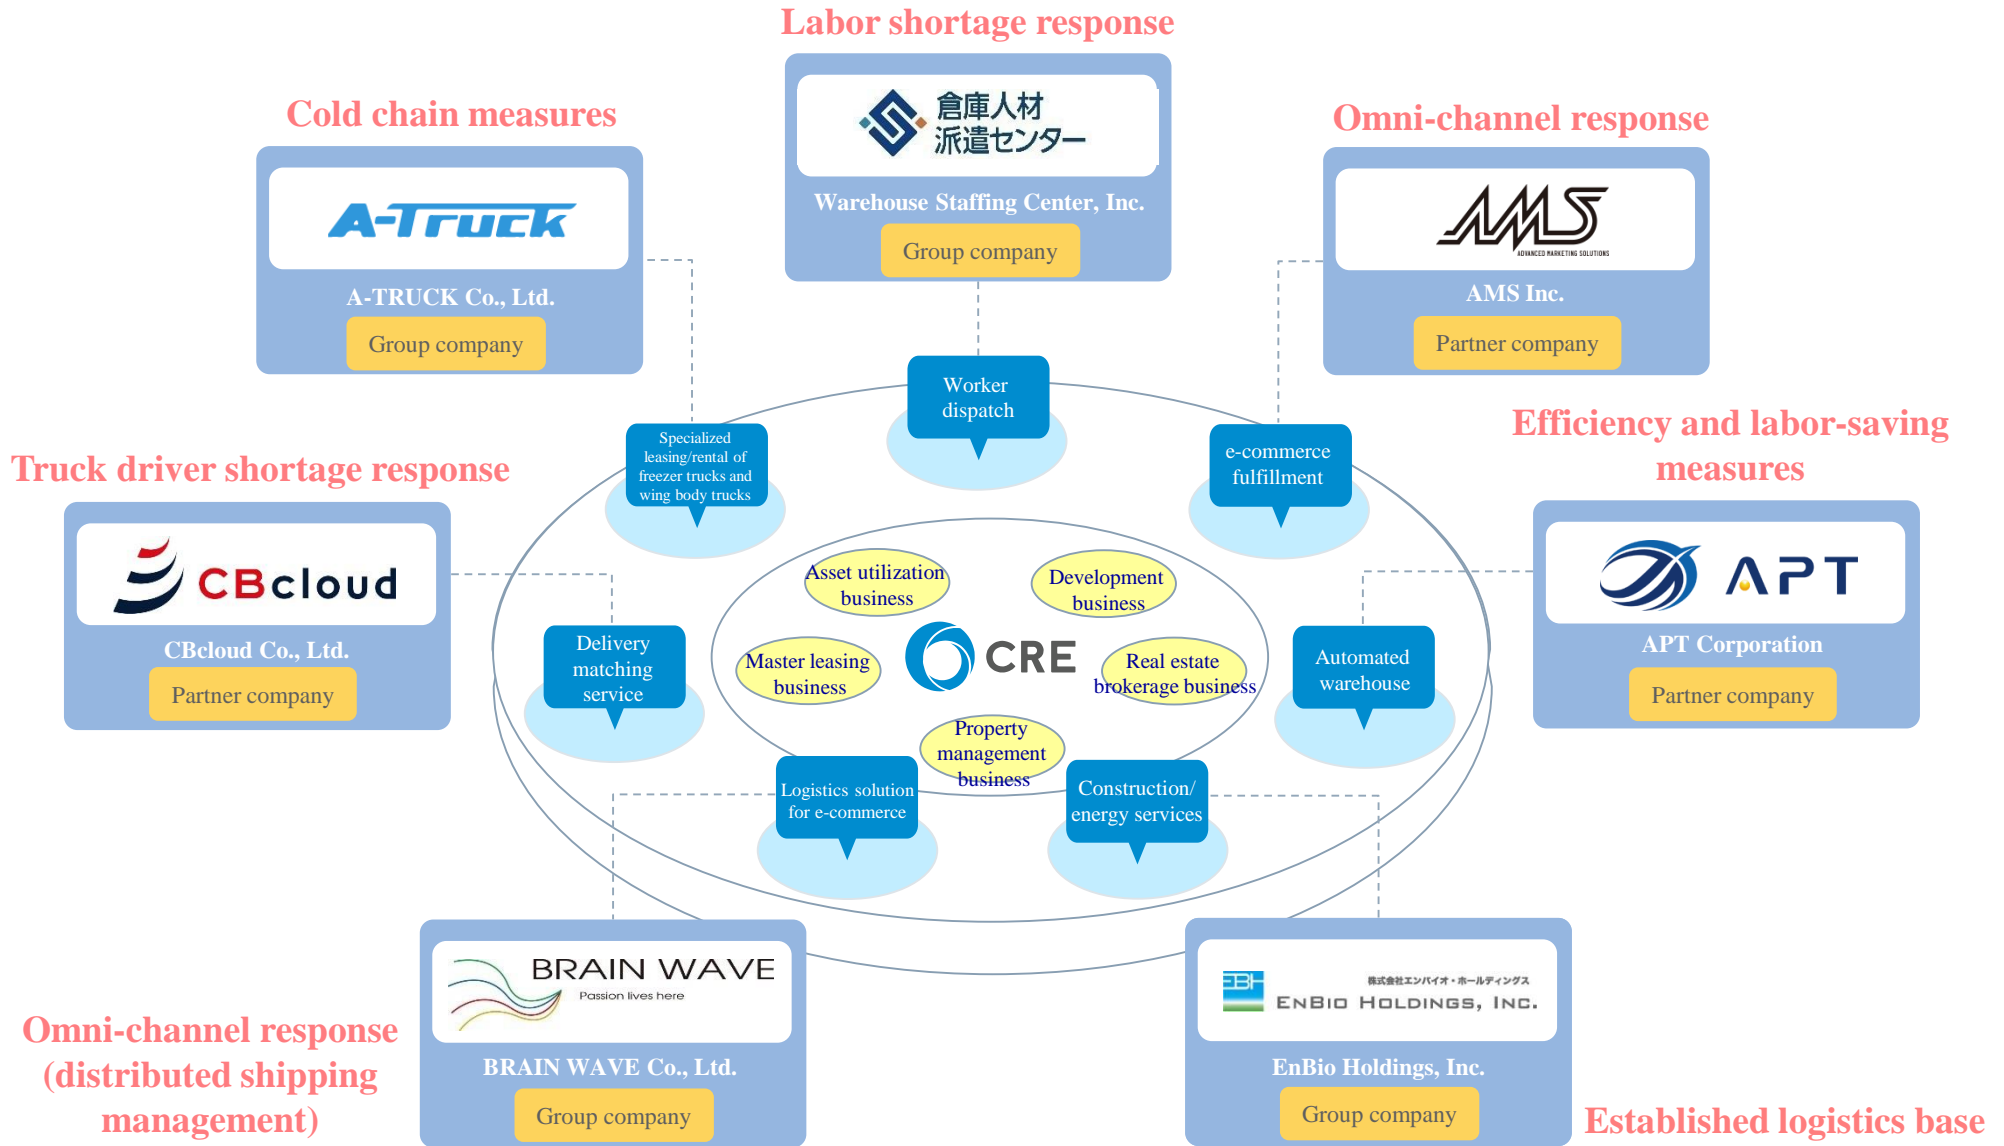 Labor shortage response
倉庫人材
派遣センター
Warehouse Staffing Center, Inc.
Group company
Cold chain measures
A-Truck
A-TRUCK Co., Ltd.
Group company
Omni-channel response
AMS
ADVANCED MARKETING SOLUTIONS
AMS Inc.
Partner company
Truck driver shortage response
CBcloud
CBcloud Co., Ltd.
Partner company
Efficiency and labor-saving
measures
APT
APT Corporation
Partner company
Worker
dispatch
Specialized
leasing/rental of
freezer trucks and
wing body trucks
e-commerce
fulfillment
Delivery
matching
service
Automated
warehouse
Logistics solution
for e-commerce
Construction/
energy services
Asset utilization
business
Development
business
Master leasing
business
CRE
Real estate
brokerage business
Property
management
business
BRAIN WAVE
Passion lives here
BRAIN WAVE Co., Ltd.
Group company
Omni-channel response
(distributed shipping
management)
EBH
株式会社エンバイオ・ホールディングス
ENBIO HOLDINGS, INC.
EnBio Holdings, Inc.
Group company
Established logistics base